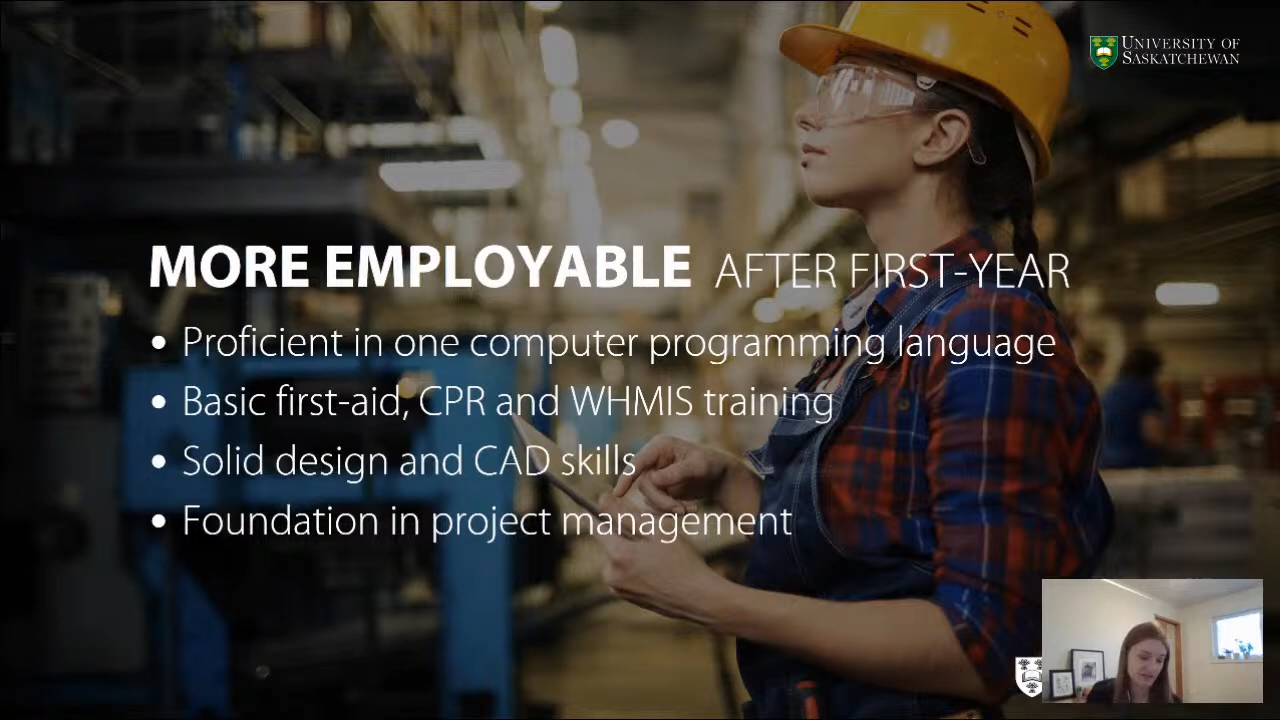 UNIVERSITY OF
SASKATCHEWAN
MORE EMPLOYABLE AFTER FIRST-YEAR
• Proficient in one computer programming language
• Basic first-aid, CPR and WHMIS training
• Solid design and CAD skills
• Foundation in project management